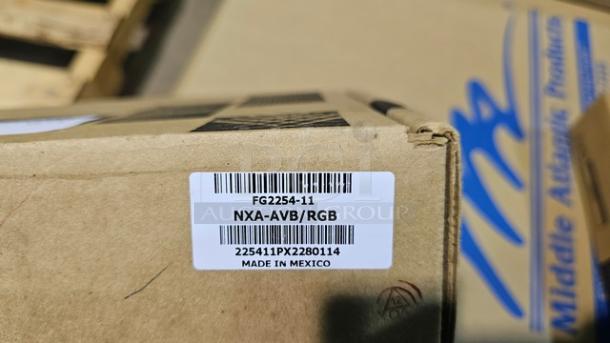 FG2254-11
NXA-AVB/RGB
225411PX2280114
MADE IN MEXICO
Middle Atlantic Products